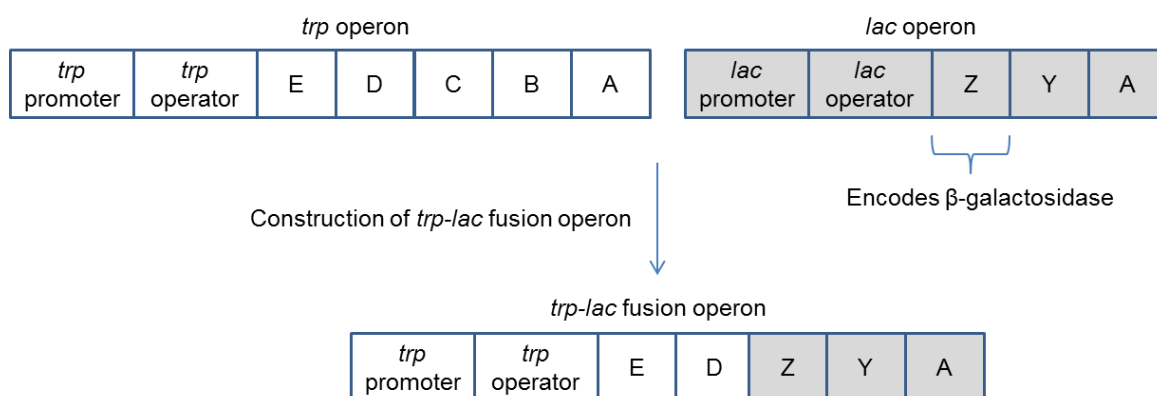 trp operon
trp promoter
trp operator
E
D
C
B
A
lac operon
lac promoter
lac operator
Z
Y
A
Encodes β-galactosidase
Construction of trp-lac fusion operon
trp-lac fusion operon
trp promoter
trp operator
E
D
Z
Y
A